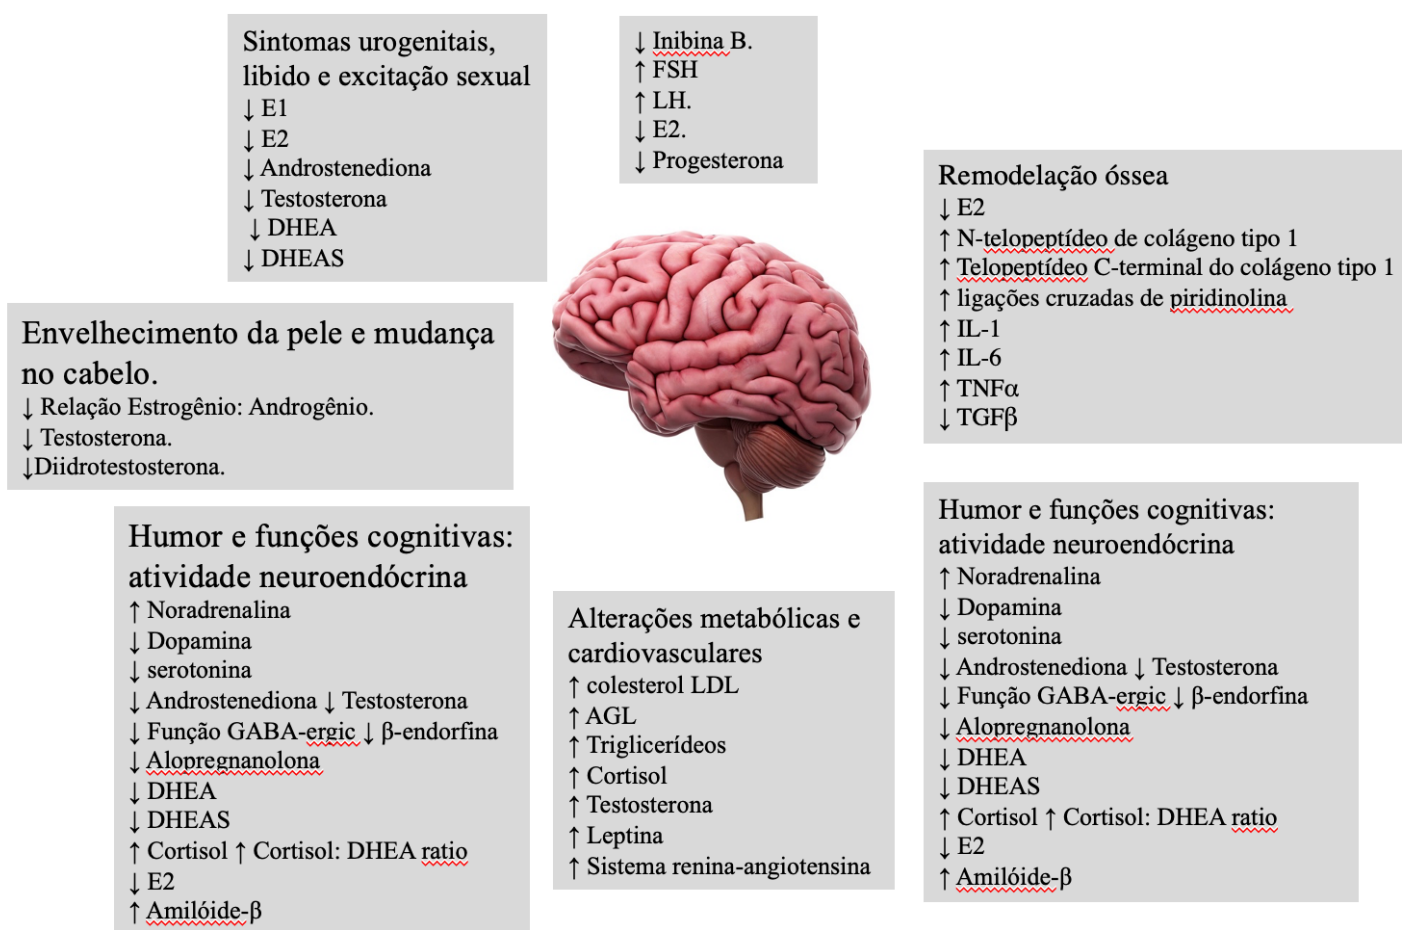 Sintomas urogenitais,
libido e excitação sexual
↓ E1
↓ E2
↓ Androstenediona
↓ Testosterona
↓ DHEA
↓ DHEAS
↓ Inibina B.
↑ FSH
↑ LH.
↓ E2.
↓ Progesterona
Remodelação óssea
↓ E2
↑ N-telopeptídeo de colágeno tipo 1
↑ Telopeptídeo C-terminal do colágeno tipo 1
↑ ligações cruzadas de piridinolina
↑ IL-1
↑ IL-6
↑ TNFα
↓ TGFβ
Envelhecimento da pele e mudança
no cabelo.
↓ Relação Estrogênio: Androgênio.
↓ Testosterona.
↓Diidrotestosterona.
Humor e funções cognitivas:
atividade neuroendócrina
↑ Noradrenalina
↓ Dopamina
↓ serotonina
↓ Androstenediona ↓ Testosterona
↓ Função GABA-ergic ↓ β-endorfina
↓ Alopregnanolona
↓ DHEA
↓ DHEAS
↑ Cortisol ↑ Cortisol: DHEA ratio
↓ E2
↑ Amilóide-β
Alterações metabólicas e
cardiovasculares
↑ colesterol LDL
↑ AGL
↑ Triglicerídeos
↑ Cortisol
↑ Testosterona
↑ Leptina
↑ Sistema renina-angiotensina
Humor e funções cognitivas:
atividade neuroendócrina
↑ Noradrenalina
↓ Dopamina
↓ serotonina
↓ Androstenediona ↓ Testosterona
↓ Função GABA-ergic ↓ β-endorfina
↓ Alopregnanolona
↓ DHEA
↓ DHEAS
↑ Cortisol ↑ Cortisol: DHEA ratio
↓ E2
↑ Amilóide-β